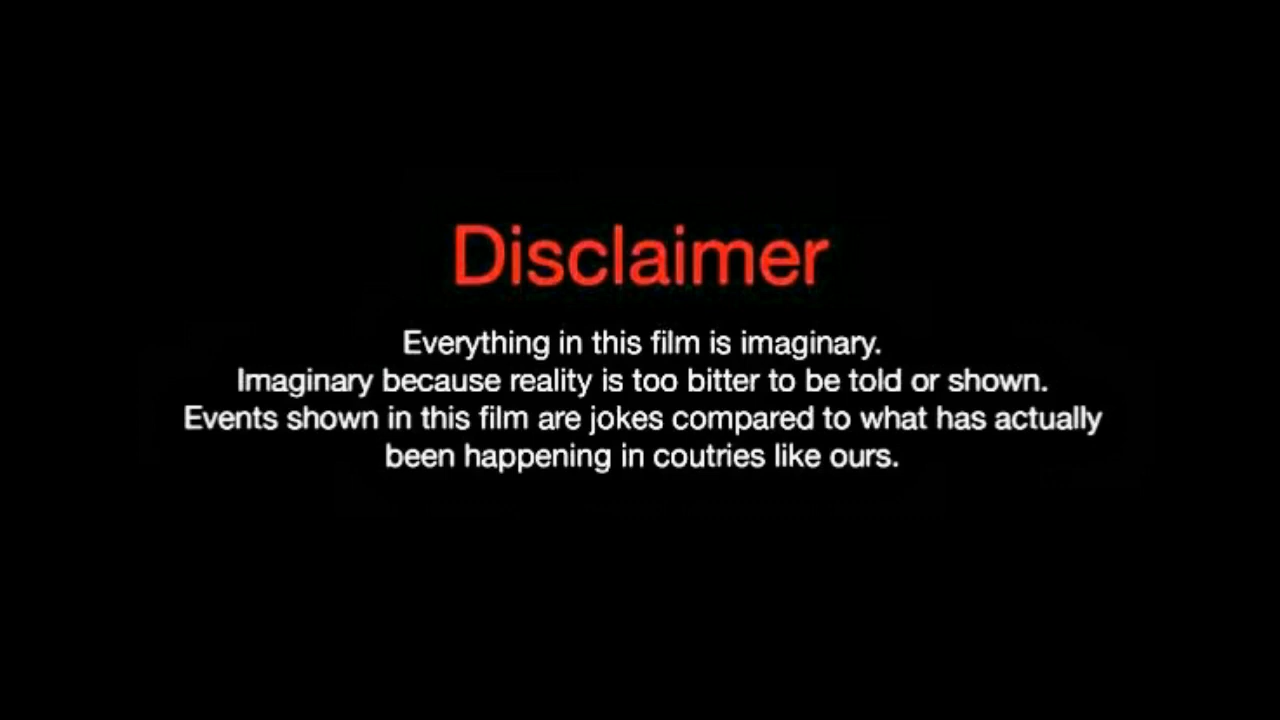 Disclaimer
Everything in this film is imaginary.
Imaginary because reality is too bitter to be told or shown.
Events shown in this film are jokes compared to what has actually
been happening in coutries like ours.